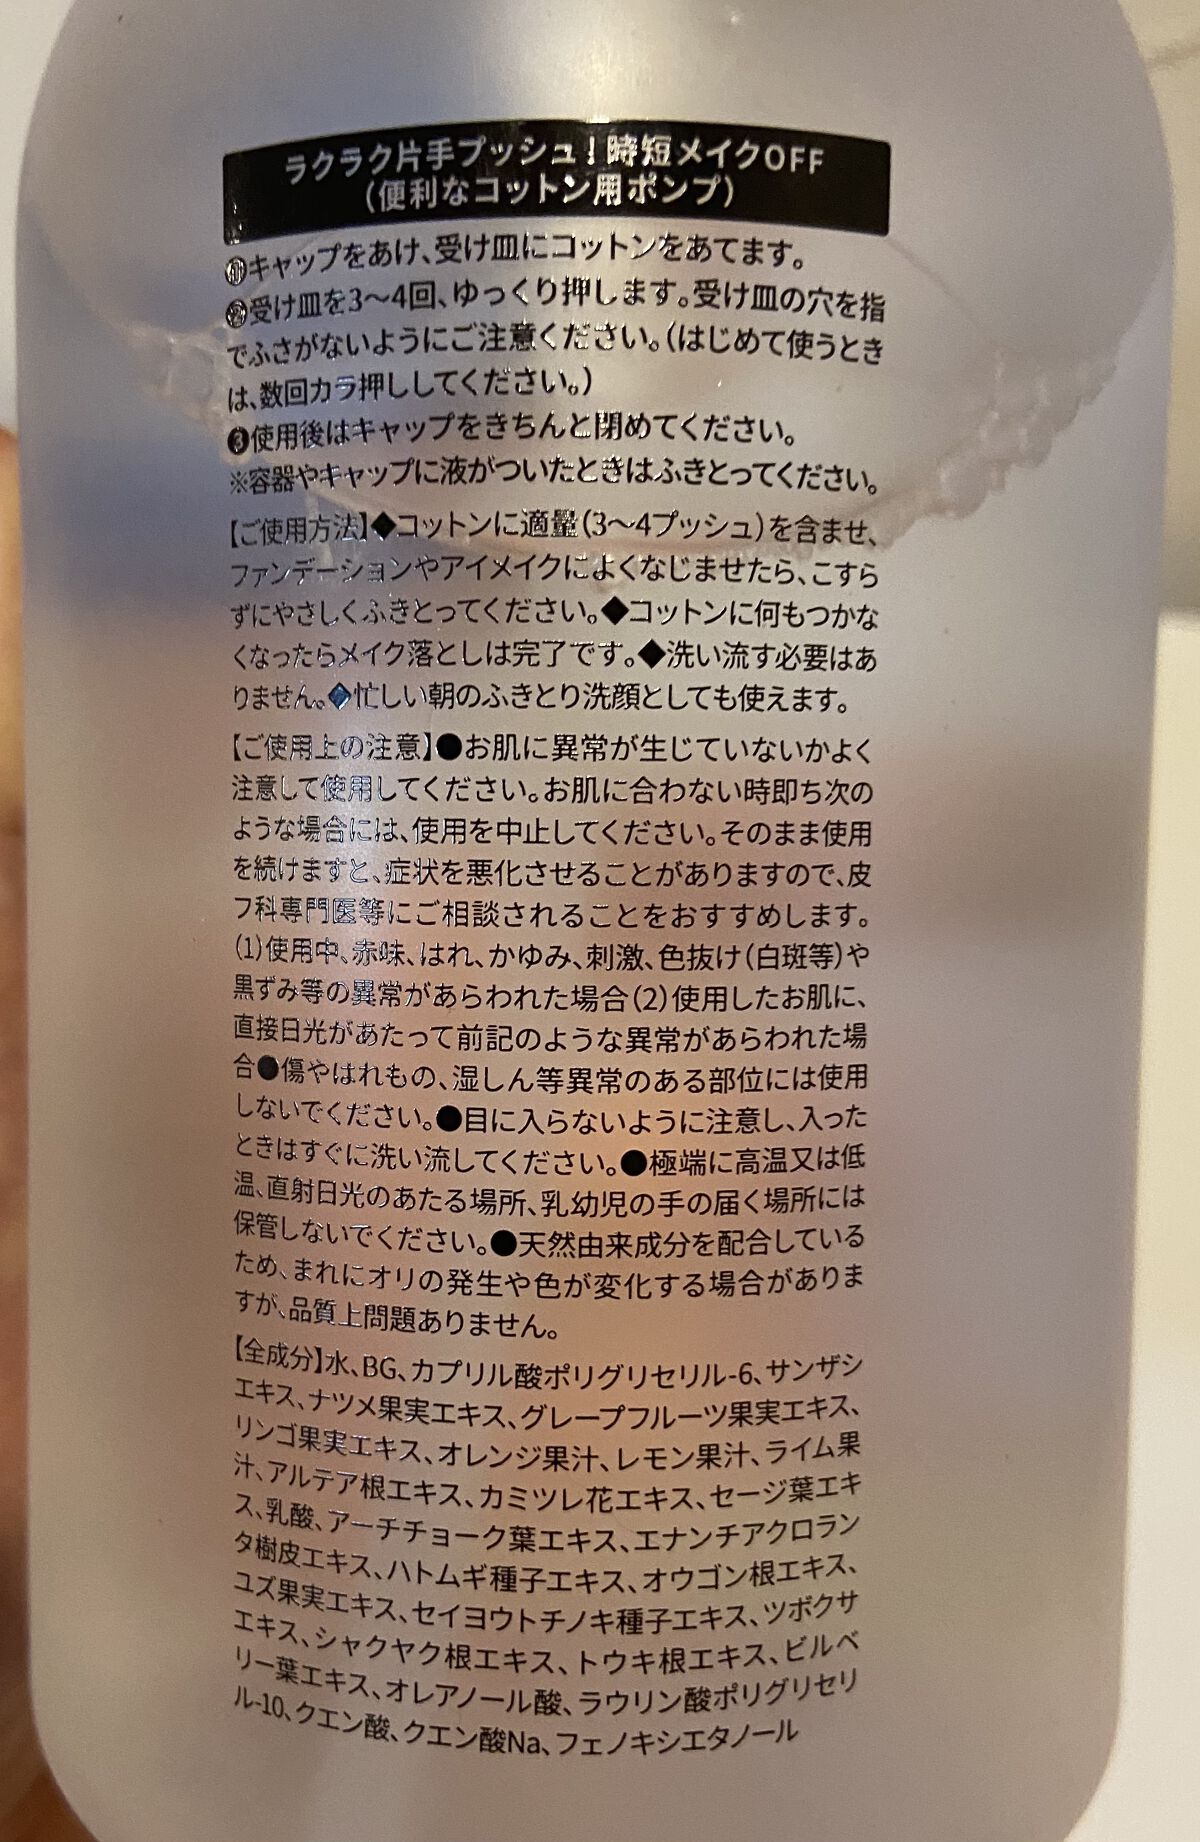 ラクラク片手プッシュ!時短メイクOFF
(便利なコットン用ポンプ)
❶キャップをあけ、受け皿にコットンをあてます。
❷受け皿を3〜4回、ゆっくり押します。受け皿の穴を指
でふさがないようにご注意ください。(はじめて使うとき
は、数回カラ押ししてください。)
❸使用後はキャップをきちんと閉めてください。
※容器やキャップに液がついたときはふきとってください。
【ご使用方法】◆コットンに適量(3〜4プッシュ)を含ませ、
ファンデーションやアイメイクによくなじませたら、こすら
ずにやさしくふきとってください。◆コットンに何もつかな
くなったらメイク落としは完了です。◆洗い流す必要はあ
りません。◆忙しい朝のふきとり洗顔としても使えます。
【ご使用上の注意】●お肌に異常が生じていないかよく
注意して使用してください。お肌に合わない時即ち次の
ような場合には、使用を中止してください。そのまま使用
を続けますと、症状を悪化させることがありますので、皮
フ科専門医等にご相談されることをおすすめします。
(1)使用中、赤味、はれ、かゆみ、刺激、色抜け(白斑等)や
黒ずみ等の異常があらわれた場合(2)使用したお肌に、
直接日光があたって前記のような異常があらわれた場
合●傷やはれもの、湿しん等異常のある部位には使用
しないでください。●目に入らないように注意し、入った
ときはすぐに洗い流してください。●極端に高温又は低
温、直射日光のあたる場所、乳幼児の手の届く場所には
保管しないでください。●天然由来成分を配合している
ため、まれにオリの発生や色が変化する場合がありま
すが、品質上問題ありません。
【全成分】水、BG、カプリル酸ポリグリセリル-6、サンザシ
エキス、ナツメ果実エキス、グレープフルーツ果実エキス、
リンゴ果実エキス、オレンジ果汁、レモン果汁、ライム果
汁、アルテア根エキス、カミツレ花エキス、セージ葉エキ
ス、乳酸、アーチチョーク葉エキス、エナンチアクロラン
タ樹皮エキス、ハトムギ種子エキス、オウゴン根エキス、
ユズ果実エキス、セイヨウトチノキ種子エキス、ツボクサ
エキス、シャクヤク根エキス、トウキ根エキス、ビルベ
リー葉エキス、オレアノール酸、ラウリン酸ポリグリセリ
ル-10、クエン酸、クエン酸Na、フェノキシエタノール